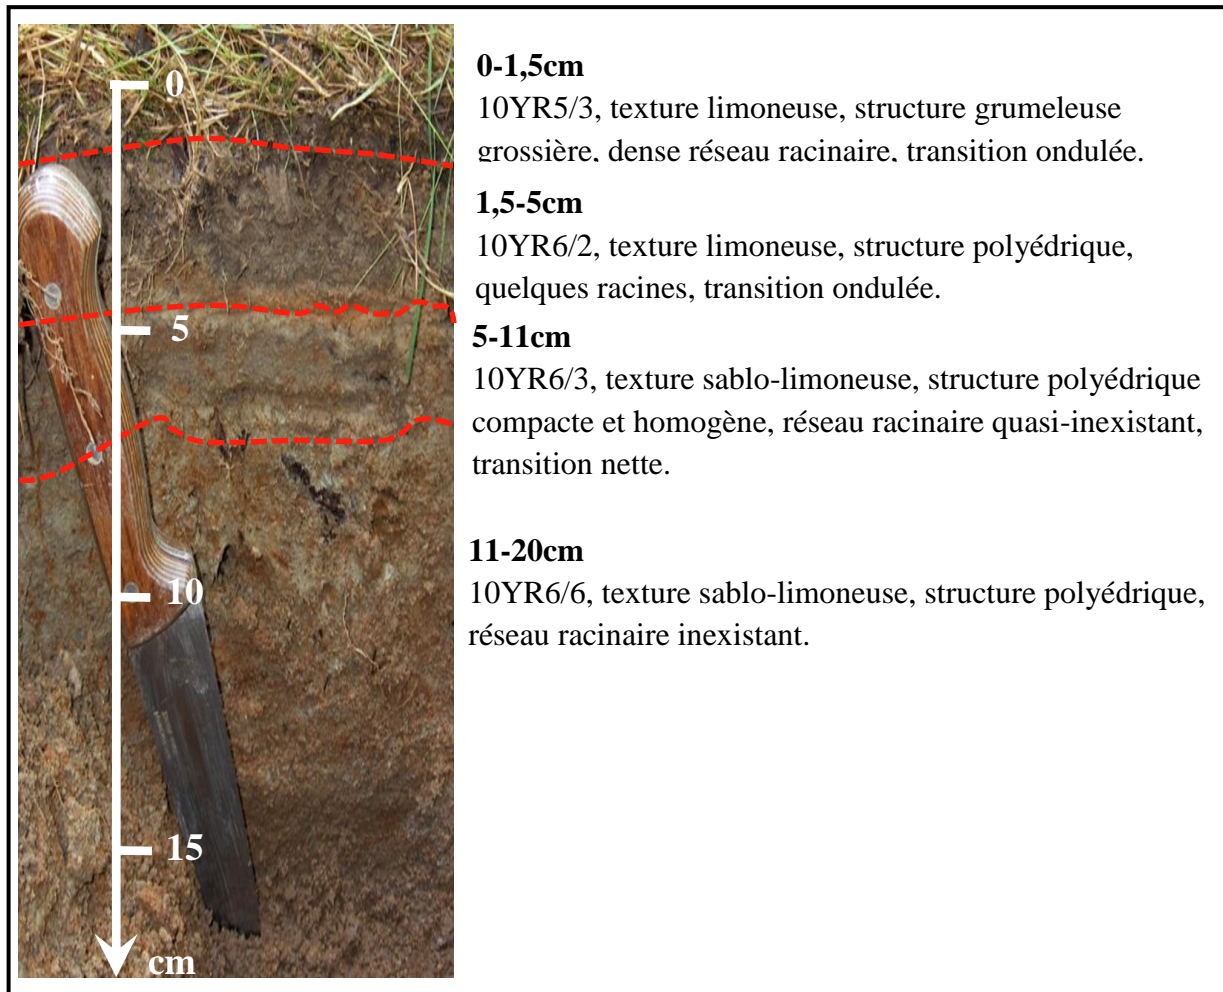 0
5
10
15
cm
0-1,5cm
10YR5/3, texture limoneuse, structure grumeleuse
grossière, dense réseau racinaire, transition ondulée.
1,5-5cm
10YR6/2, texture limoneuse, structure polyédrique,
quelques racines, transition ondulée.
5-11cm
10YR6/3, texture sablo-limoneuse, structure polyédrique
compacte et homogène, réseau racinaire quasi-inexistant,
transition nette.
11-20cm
10YR6/6, texture sablo-limoneuse, structure polyédrique,
réseau racinaire inexistant.